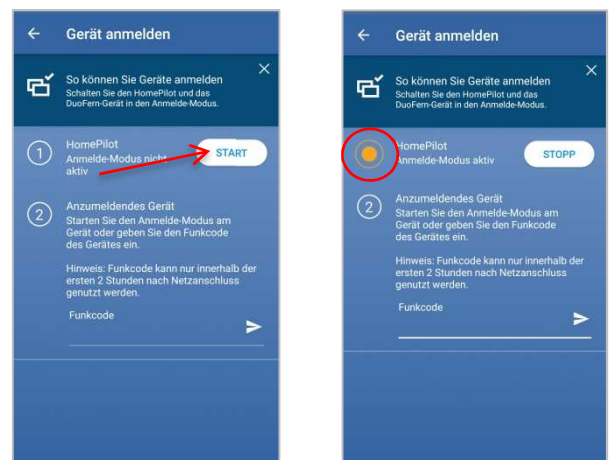 Gerät anmelden
So können Sie Geräte anmelden
Schalten Sie den HomePilot und das
DuoFern-Gerät in den Anmelde-Modus.
1
HomePilot
Anmelde-Modus nicht
aktiv
START
2
Anzumeldendes Gerät
Starten Sie den Anmelde-Modus am
Gerät oder geben Sie den Funkcode
des Gerätes ein.
Hinweis: Funkcode kann nur innerhalb der
ersten 2 Stunden nach Netzanschluss
genutzt werden.
Funkcode
Gerät anmelden
So können Sie Geräte anmelden
Schalten Sie den HomePilot und das
DuoFern-Gerät in den Anmelde-Modus.
HomePilot
Anmelde-Modus aktiv
STOPP
2
Anzumeldendes Gerät
Starten Sie den Anmelde-Modus am
Gerät oder geben Sie den Funkcode
des Gerätes ein.
Hinweis: Funkcode kann nur innerhalb der
ersten 2 Stunden nach Netzanschluss
genutzt werden.
Funkcode